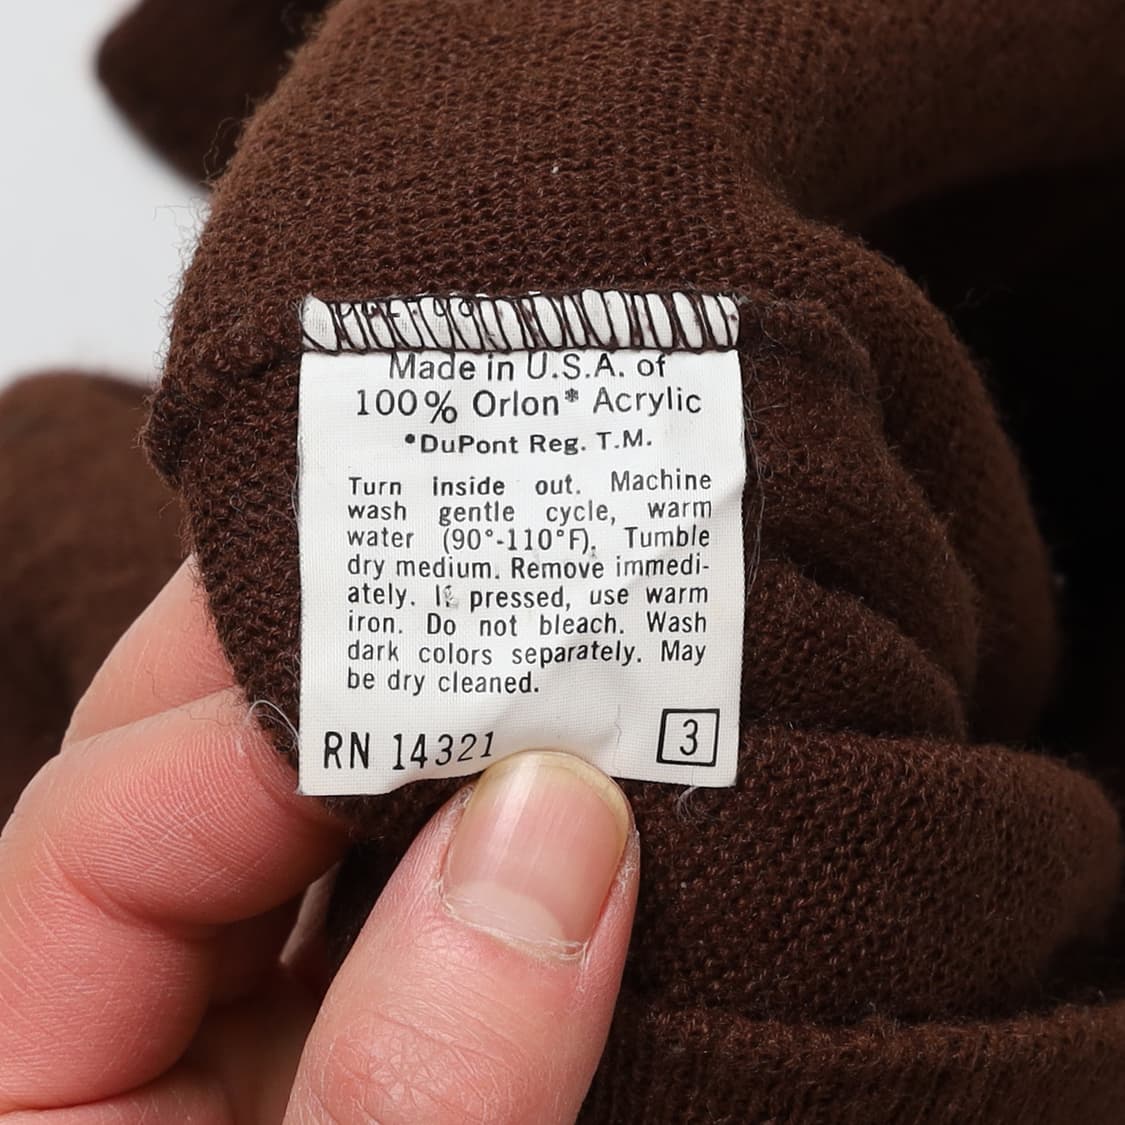 Made in U.S.A. of
100% Orlon* Acrylic
*DuPont Reg. T.M.
Turn inside out. Machine
wash gentle cycle, warm
water (90°-110°F). Tumble
dry medium. Remove immedi-
ately. If pressed, use warm
iron. Do not bleach. Wash
dark colors separately. May
be dry cleaned.
RN 14321
3